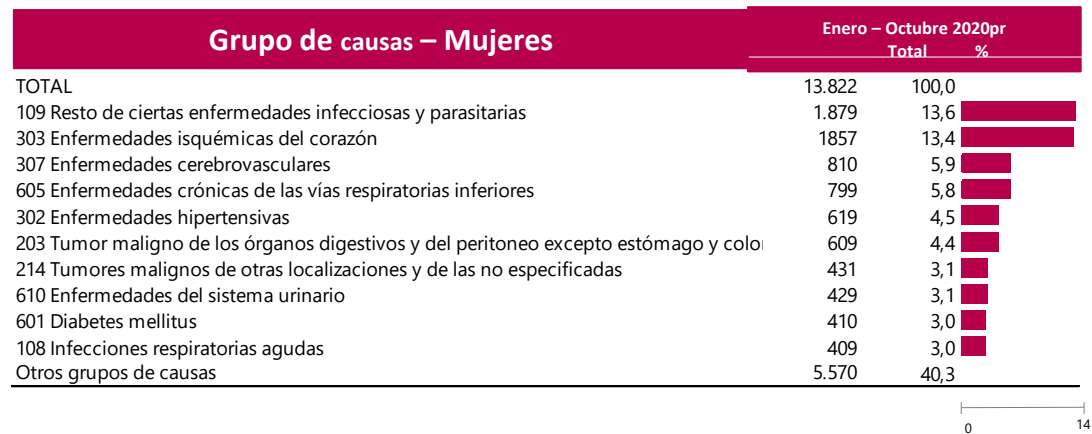 Grupo de causas – Mujeres
Enero – Octubre 2020pr
Total %
TOTAL 13.822 100,0
109 Resto de ciertas enfermedades infecciosas y parasitarias 1.879 13,6
303 Enfermedades isquémicas del corazón 1857 13,4
307 Enfermedades cerebrovasculares 810 5,9
605 Enfermedades crónicas de las vías respiratorias inferiores 799 5,8
302 Enfermedades hipertensivas 619 4,5
203 Tumor maligno de los órganos digestivos y del peritoneo excepto estómago y colo 609 4,4
214 Tumores malignos de otras localizaciones y de las no especificadas 431 3,1
610 Enfermedades del sistema urinario 429 3,1
601 Diabetes mellitus 410 3,0
108 Infecciones respiratorias agudas 409 3,0
Otros grupos de causas 5.570 40,3
0 14